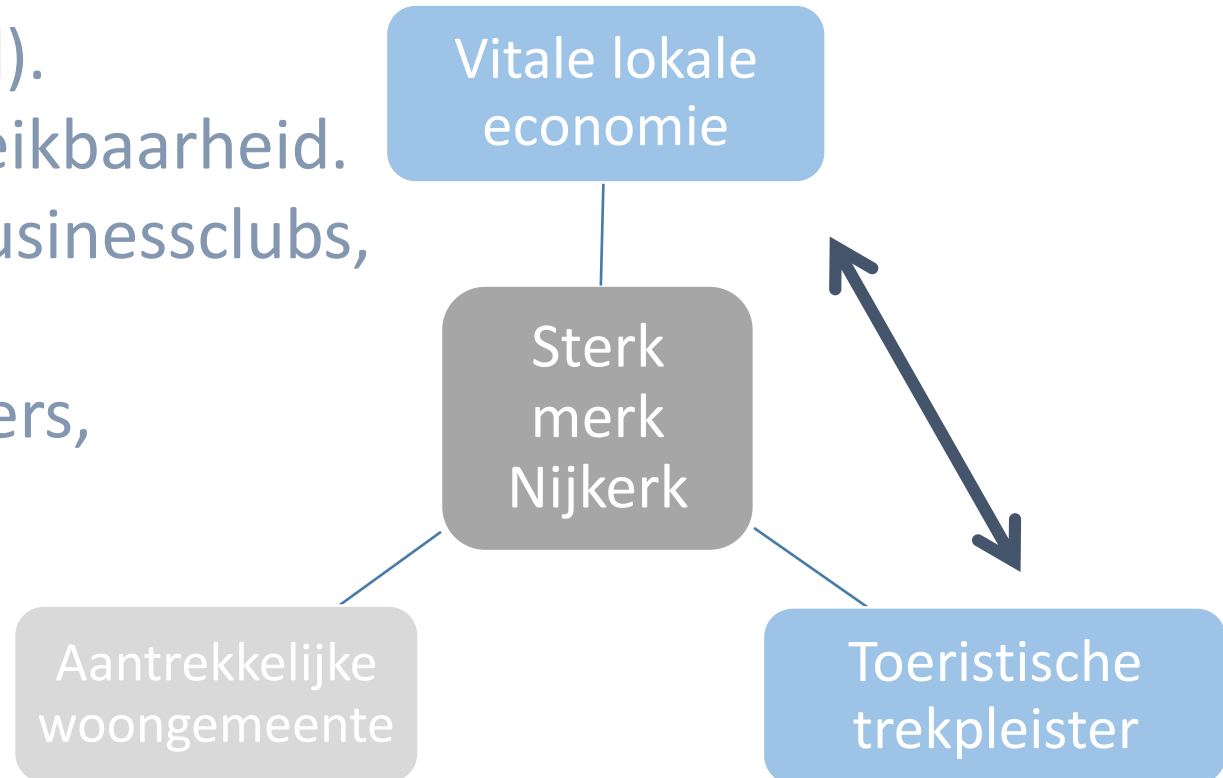 ).
eikbaarheid.
usinessclubs,
ers,
Vitale lokale
economie
Sterk
merk
Nijkerk
Aantrekkelijke
woongemeente
Toeristische
trekpleister